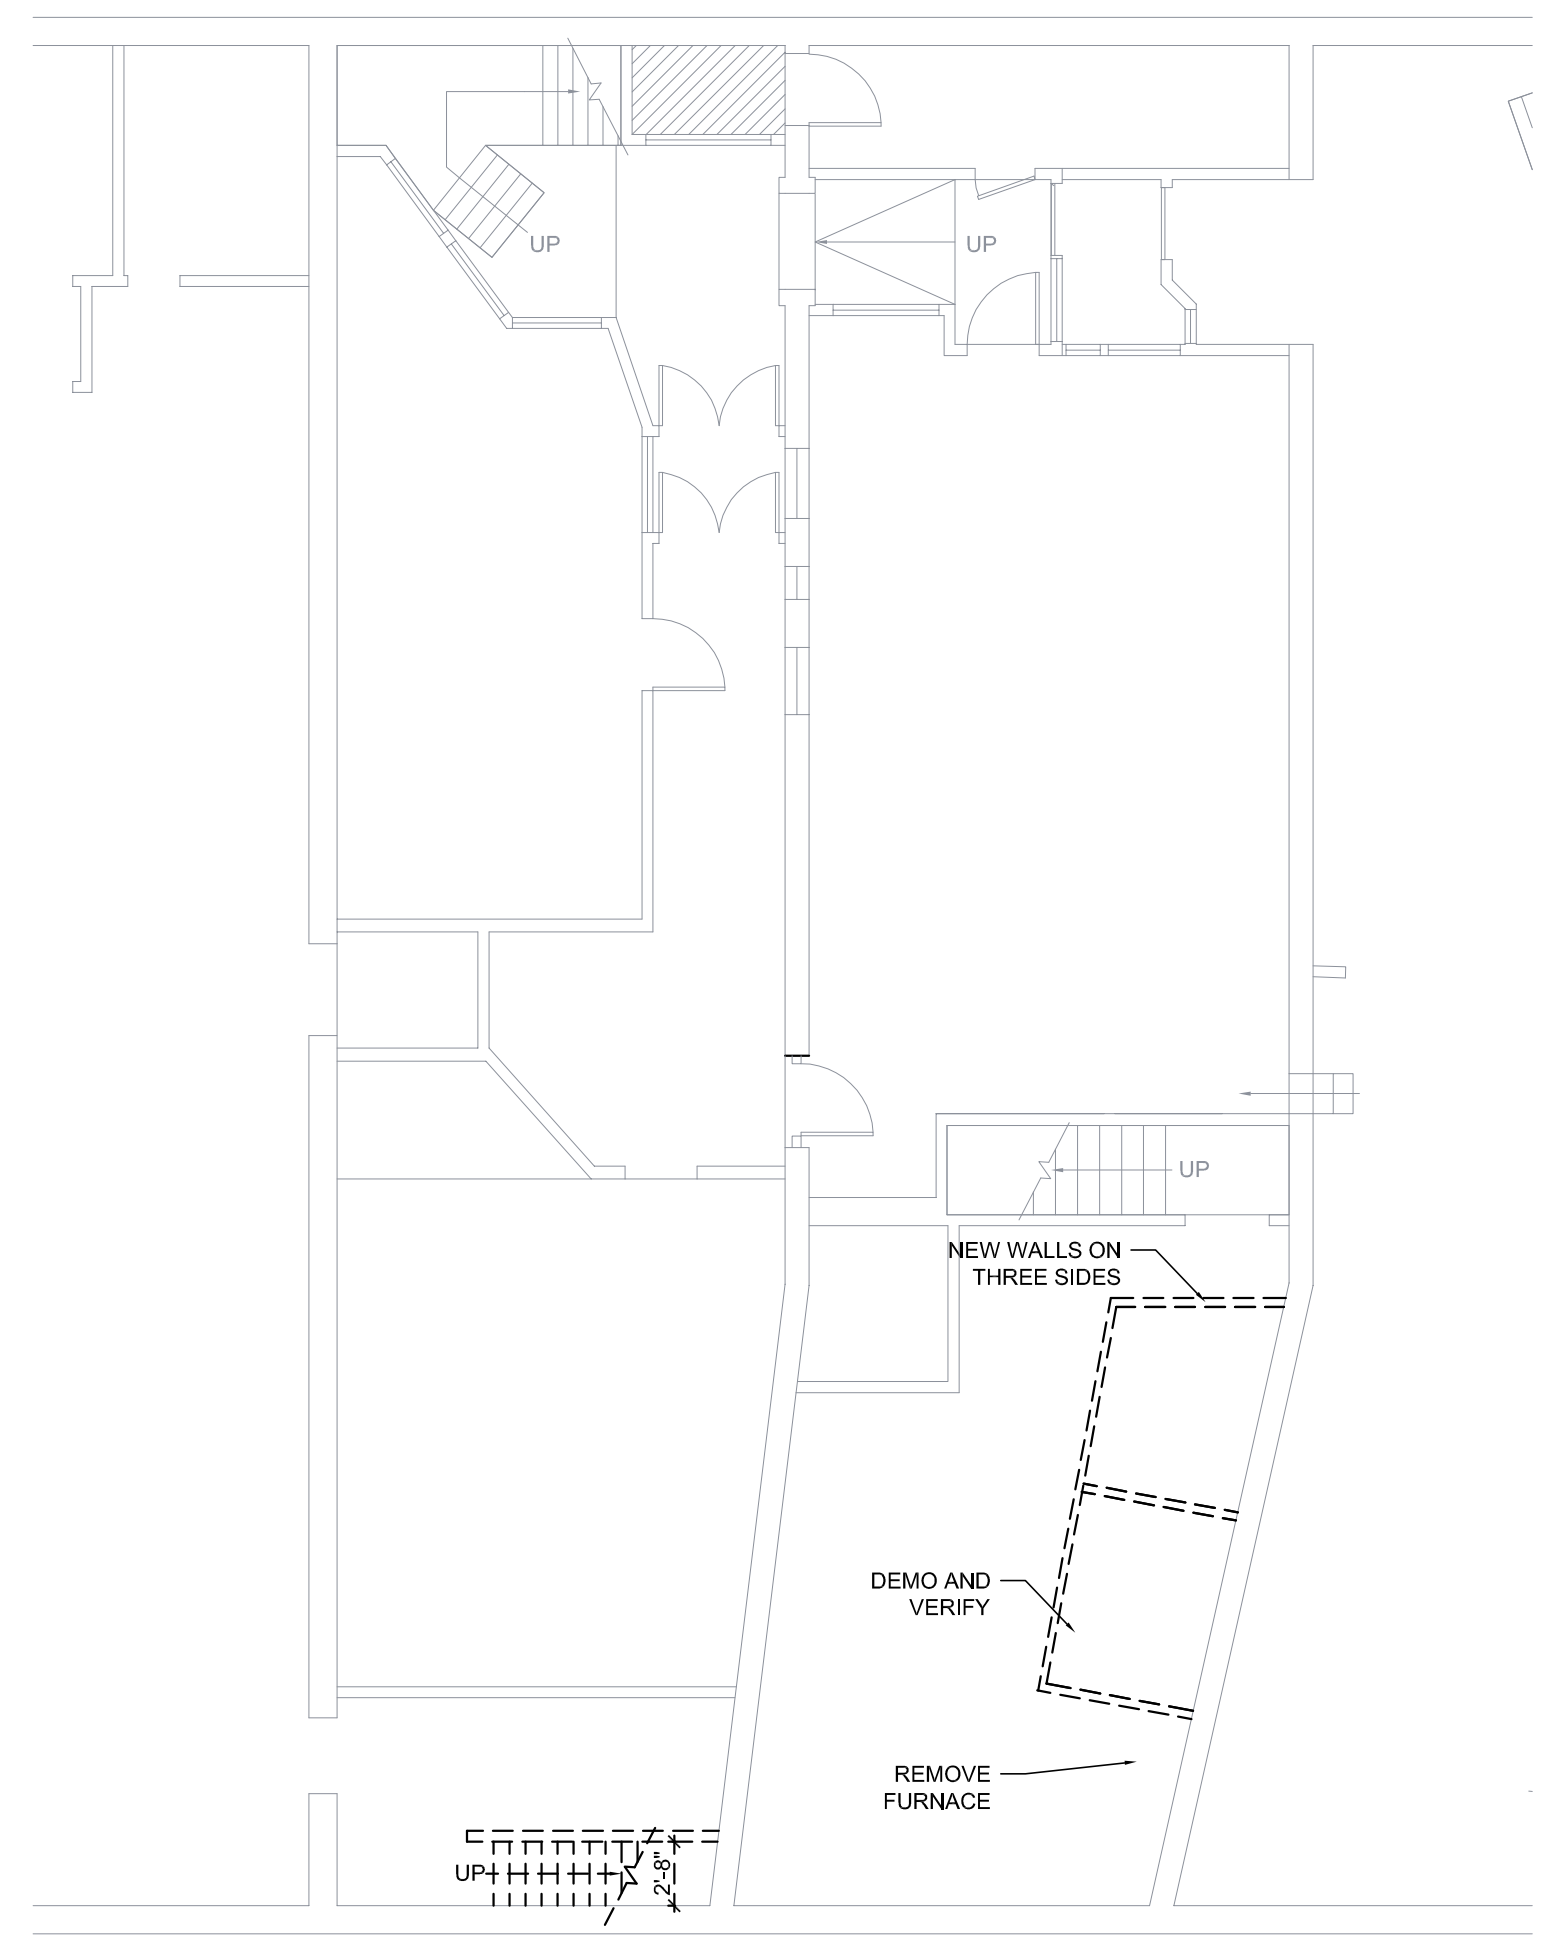 UP
UP
UP
NEW WALLS ON
THREE SIDES
DEMO AND
VERIFY
REMOVE
FURNACE
UP
2'-8"